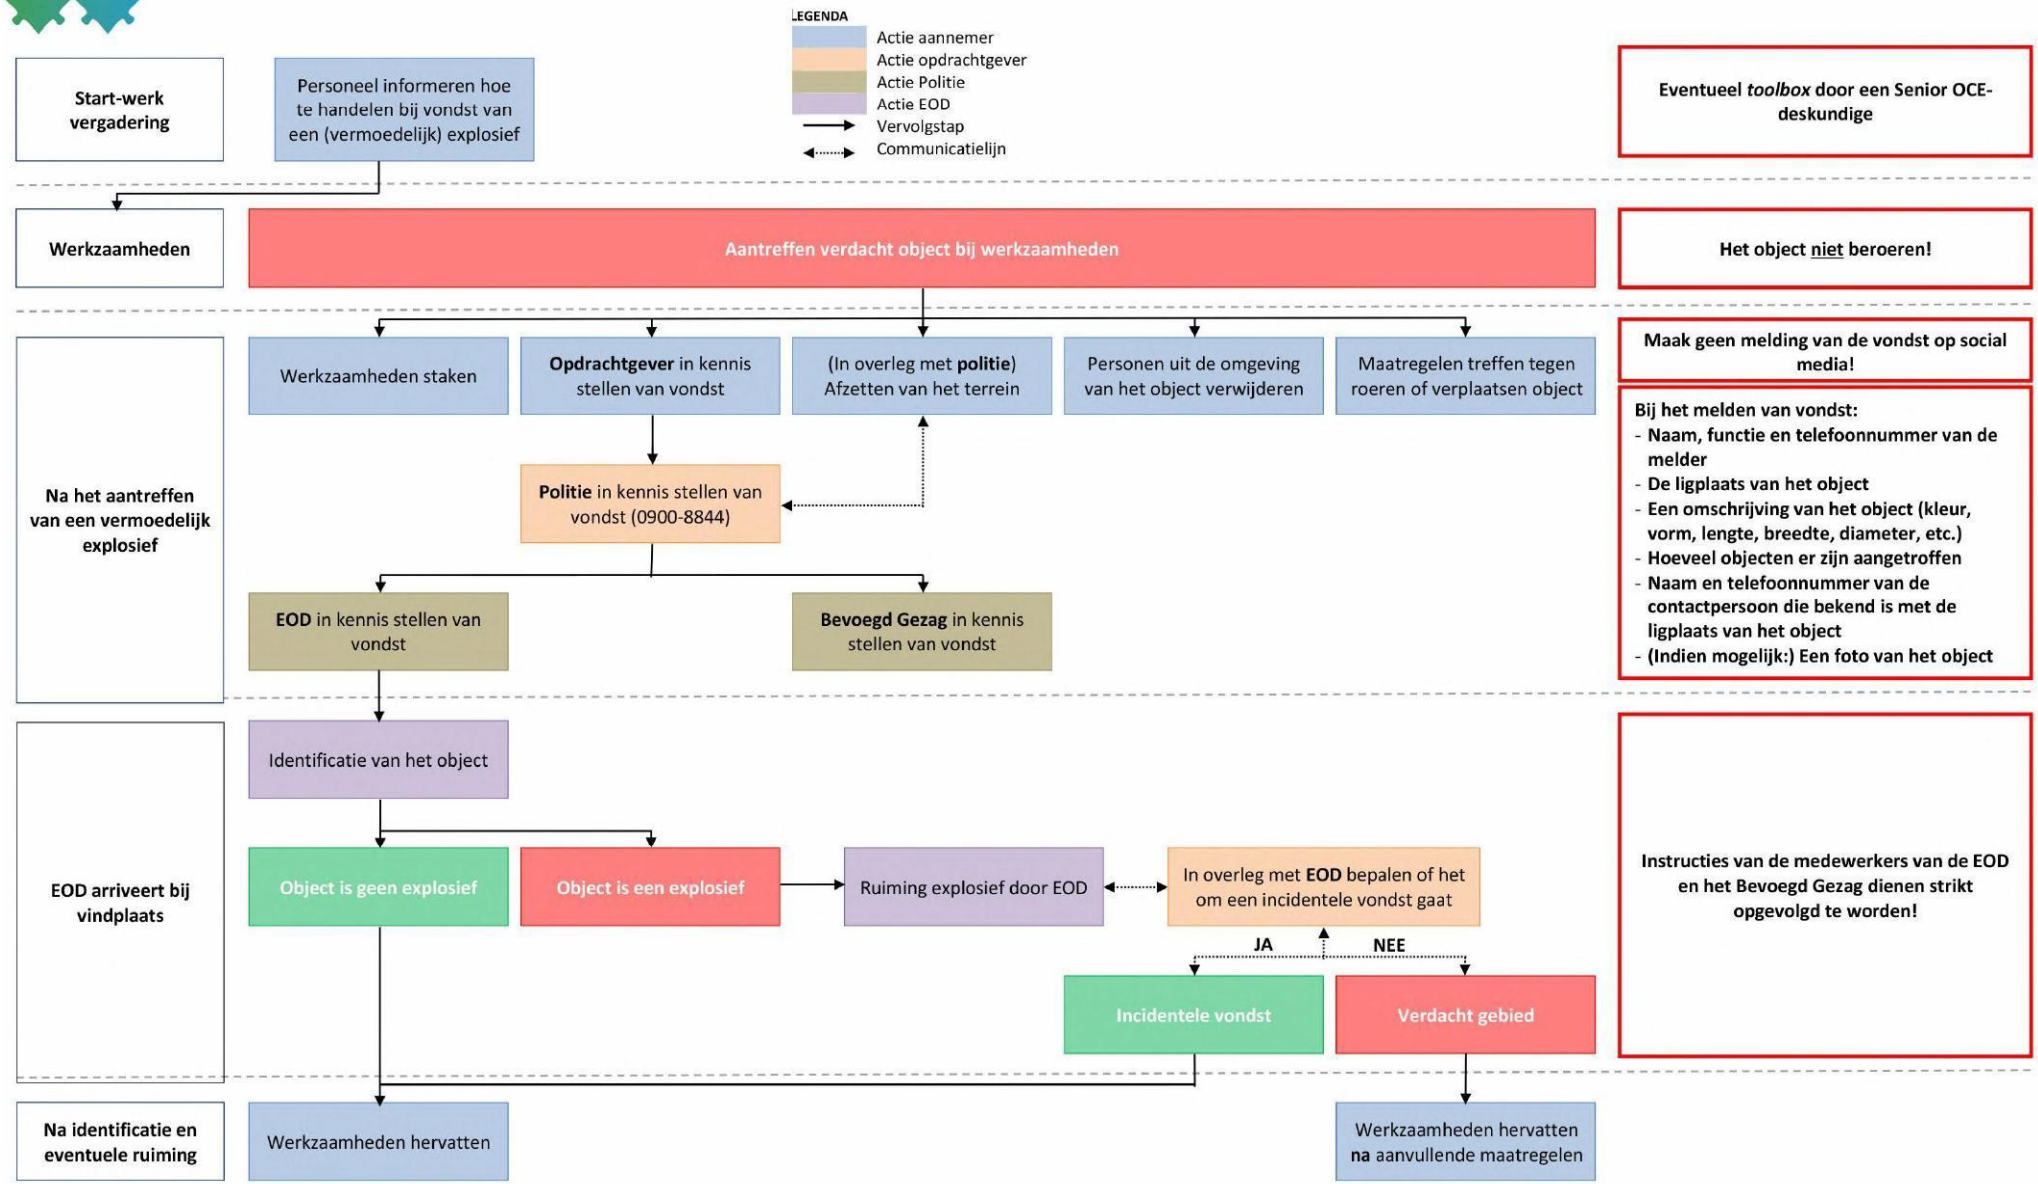 LEGENDA
Actie aannemer
Actie opdrachtgever
Actie Politie
Actie EOD
Vervolgstap
Communicatielijn
Start-werk
vergadering
Personeel informeren hoe
te handelen bij vondst van
een (vermoedelijk) explosief
Eventueel toolbox door een Senior OCE-
deskundige
Werkzaamheden
Aantreffen verdacht object bij werkzaamheden
Het object niet beroeren!
Na het aantreffen
van een vermoedelijk
explosief
Werkzaamheden staken
Opdrachtgever in kennis
stellen van vondst
(In overleg met politie)
Afzetten van het terrein
Personen uit de omgeving
van het object verwijderen
Maatregelen treffen tegen
roeren of verplaatsen object
Maak geen melding van de vondst op social
media!
Politie in kennis stellen van
vondst (0900-8844)
EOD in kennis stellen van
vondst
Bevoegd Gezag in kennis
stellen van vondst
Bij het melden van vondst:
- Naam, functie en telefoonnummer van de
melder
- De ligplaats van het object
- Een omschrijving van het object (kleur,
vorm, lengte, breedte, diameter, etc.)
- Hoeveel objecten er zijn aangetroffen
- Naam en telefoonnummer van de
contactpersoon die bekend is met de
ligplaats van het object
- (Indien mogelijk:) Een foto van het object
EOD arriveert bij
vindplaats
Identificatie van het object
Object is geen explosief
Object is een explosief
Ruiming explosief door EOD
In overleg met EOD bepalen of het
om een incidentele vondst gaat
JA
NEE
Incidentele vondst
Verdacht gebied
Instructies van de medewerkers van de EOD
en het Bevoegd Gezag dienen strikt
opgevolgd te worden!
Na identificatie en
eventuele ruiming
Werkzaamheden hervatten
Werkzaamheden hervatten
na aanvullende maatregelen